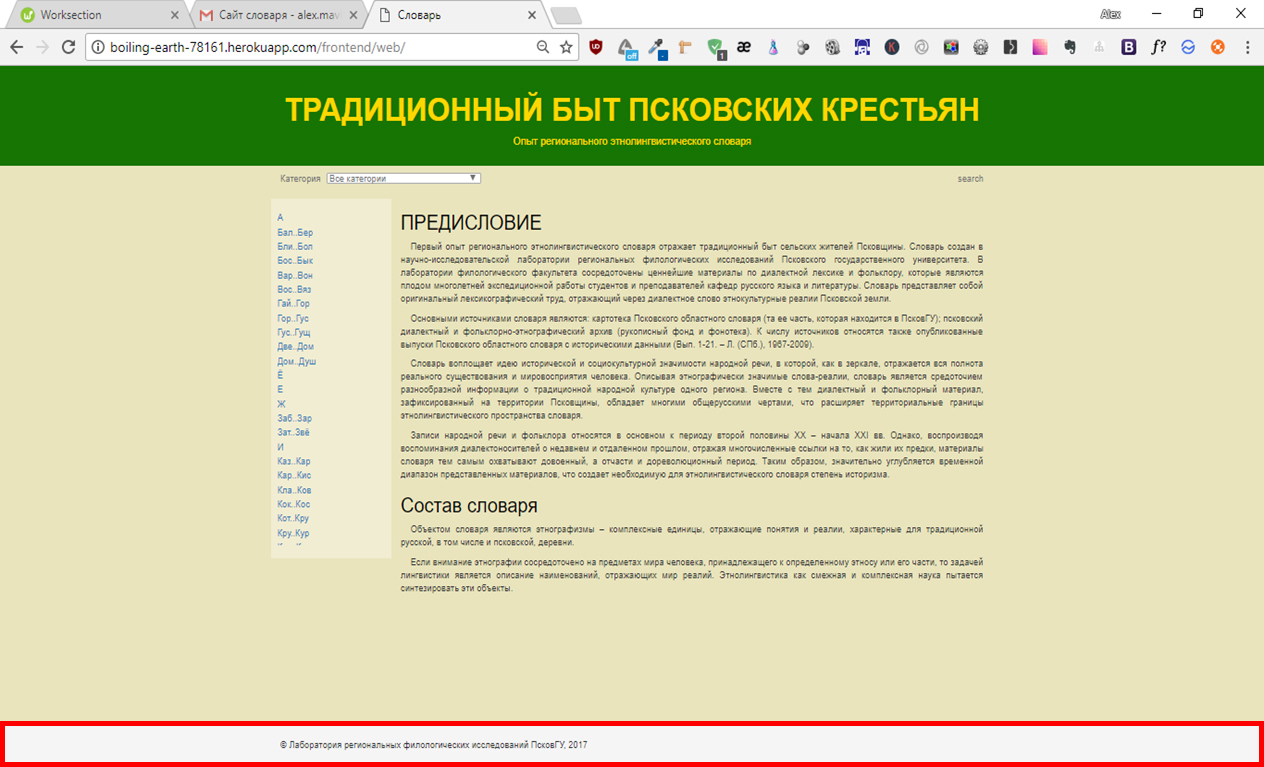 Worksection
Сайт словаря - alex.mav
Словарь
Alex
boiling-earth-78161.herokuapp.com/frontend/web/
off
1
ТРАДИЦИОННЫЙ БЫТ ПСКОВСКИХ КРЕСТЬЯН
Опыт регионального этнолингвистического словаря
Категория Все категории search
А
Бал..Бер
Бли..Бол
Бос..Бык
Вар..Вон
Вос..Вяз
Гай..Гор
Гор..Гус
Гус..Гущ
Две..Дом
Дом..Душ
Ё
Е
Ж
Заб..Зар
Зат..Звё
И
Каз..Кар
Кар..Кис
Кла..Ков
Кок..Кос
Кот..Кру
Кру..Кур
ПРЕДИСЛОВИЕ
Первый опыт регионального этнолингвистического словаря отражает традиционный быт сельских жителей Псковщины. Словарь создан в
научно-исследовательской лаборатории региональных филологических исследований Псковского государственного университета. В
лаборатории филологического факультета сосредоточены ценнейшие материалы по диалектной лексике и фольклору, которые являются
плодом многолетней экспедиционной работы студентов и преподавателей кафедр русского языка и литературы. Словарь представляет собой
оригинальный лексикографический труд, отражающий через диалектное слово этнокультурные реалии Псковской земли.
Основными источниками словаря являются: картотека Псковского областного словаря (та ее часть, которая находится в ПсковГУ); псковский
диалектный и фольклорно-этнографический архив (рукописный фонд и фонотека). К числу источников относятся также опубликованные
выпуски Псковского областного словаря с историческими данными (Вып. 1-21. – Л. (СПб.), 1967-2009).
Словарь воплощает идею исторической и социокультурной значимости народной речи, в которой, как в зеркале, отражается вся полнота
реального существования и мировосприятия человека. Описывая этнографически значимые слова-реалии, словарь является средоточием
разнообразной информации о традиционной народной культуре одного региона. Вместе с тем диалектный и фольклорный материал,
зафиксированный на территории Псковщины, обладает многими общерусскими чертами, что расширяет территориальные границы
этнолингвистического пространства словаря.
Записи народной речи и фольклора относятся в основном к периоду второй половины XX – начала XXI вв. Однако, воспроизводя
воспоминания диалектоносителей о недавнем и отдаленном прошлом, отражая многочисленные ссылки на то, как жили их предки, материалы
словаря тем самым охватывают довоенный, а отчасти и дореволюционный период. Таким образом, значительно углубляется временной
диапазон представленных материалов, что создает необходимую для этнолингвистического словаря степень историзма.
Состав словаря
Объектом словаря являются этнографизмы – комплексные единицы, отражающие понятия и реалии, характерные для традиционной
русской, в том числе и псковской, деревни.
Если внимание этнографии сосредоточено на предметах мира человека, принадлежащего к определенному этносу или его части, то задачей
лингвистики является описание наименований, отражающих мир реалий. Этнолингвистика как смежная и комплексная наука пытается
синтезировать эти объекты.
© Лаборатория региональных филологических исследований ПсковГУ, 2017